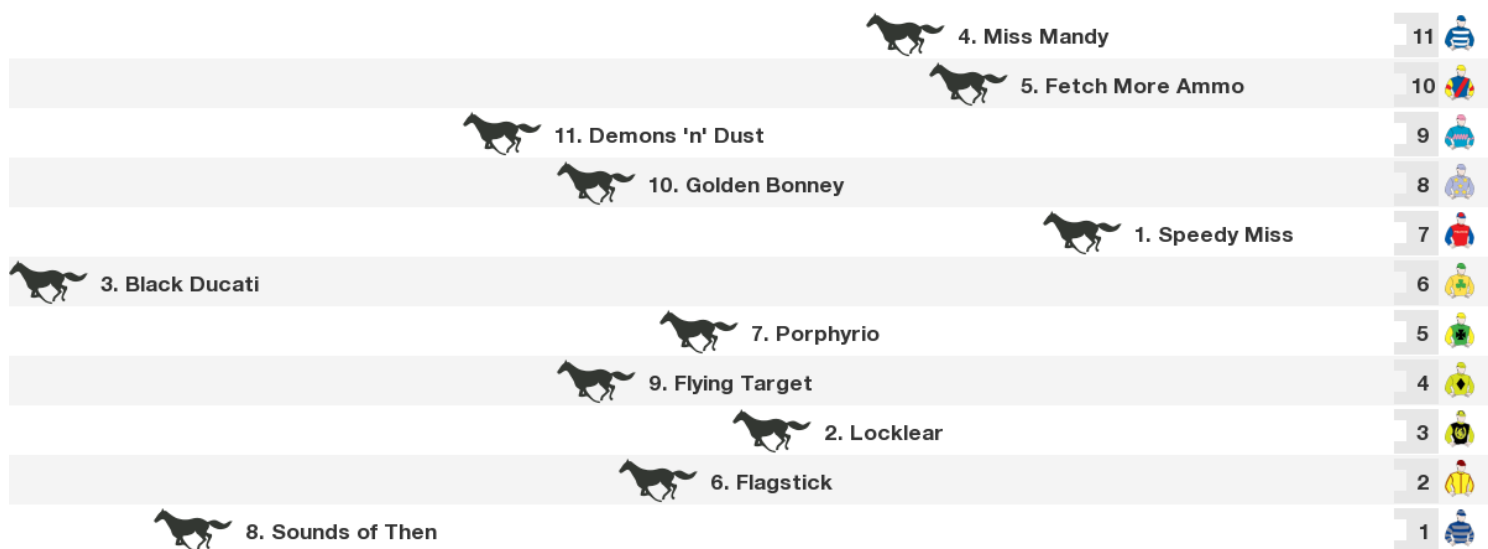 4. Miss Mandy 11
5. Fetch More Ammo 10
11. Demons 'n' Dust 9
10. Golden Bonney 8
1. Speedy Miss 7
3. Black Ducati 6
7. Porphyrio 5
9. Flying Target 4
2. Locklear 3
6. Flagstick 2
8. Sounds of Then 1